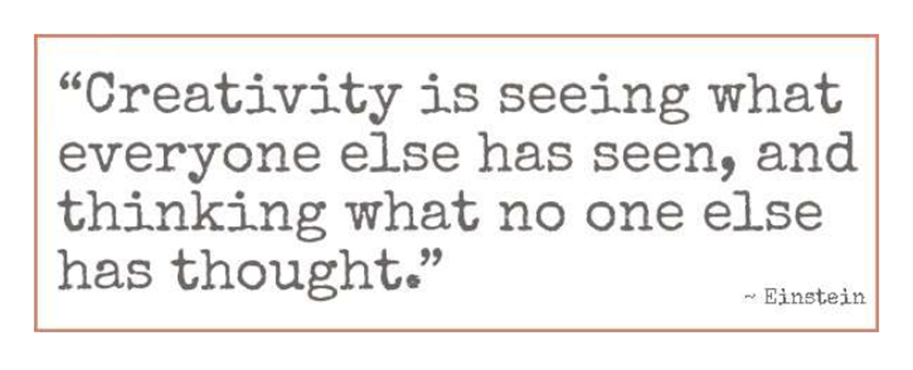 “Creativity is seeing what
everyone else has seen, and
thinking what no one else
has thought.”
~ Einstein